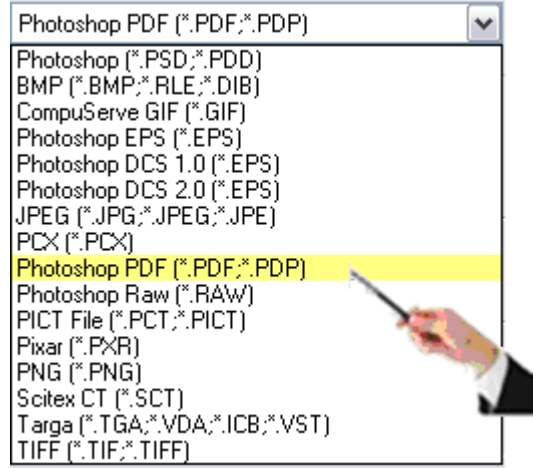 Photoshop PDF (*.PDF;*.PDP)
Photoshop (*.PSD;*.PDD)
BMP (*.BMP;*.RLE;*.DIB)
CompuServe GIF (*.GIF)
Photoshop EPS (*.EPS)
Photoshop DCS 1.0 (*.EPS)
Photoshop DCS 2.0 (*.EPS)
JPEG (*.JPG;*.JPEG;*.JPE)
PCX (*.PCX)
Photoshop PDF (*.PDF;*.PDP)
Photoshop Raw (*.RAW)
PICT File (*.PCT;*.PICT)
Pixar (*.PXR)
PNG (*.PNG)
Scitex CT (*.SCT)
Targa (*.TGA;*.VDA;*.ICB;*.VST)
TIFF (*.TIF;*.TIFF)